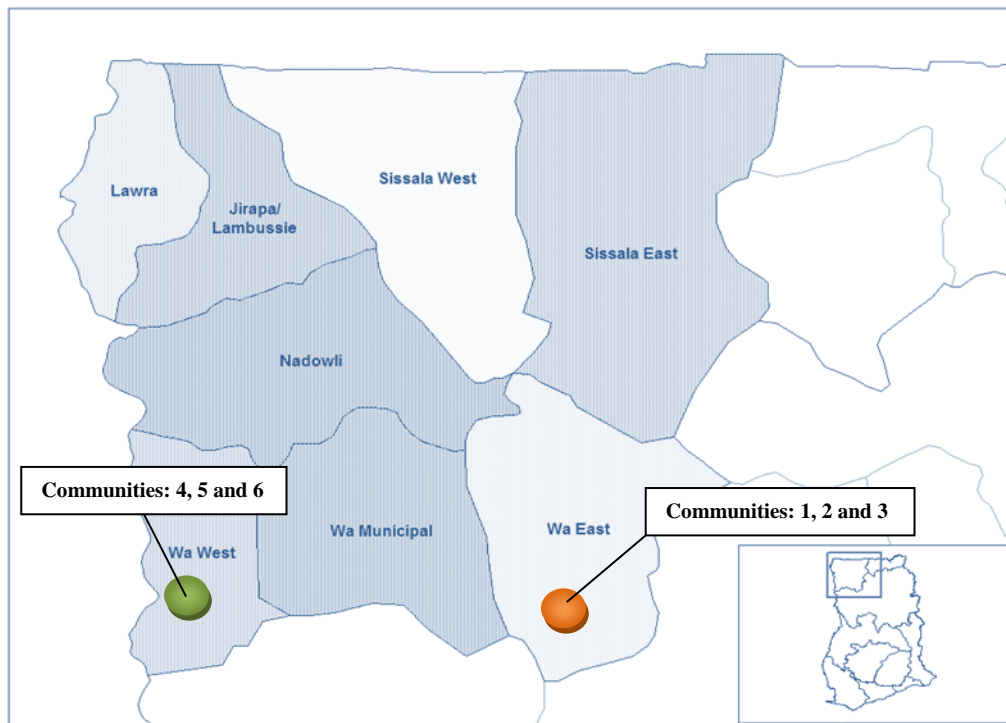 Sissala West
Lawra
Jirapa/
Lambussie
Sissala East
Nadowli
Communities: 4, 5 and 6
Communities: 1, 2 and 3
Wa Municipal
Wa East
Wa West